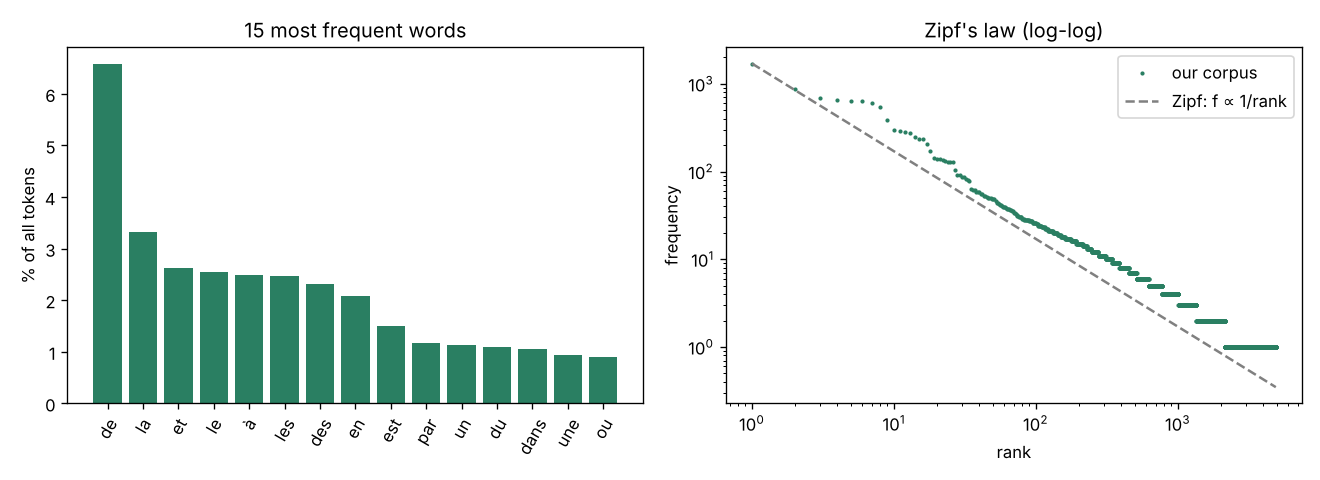 15 most frequent words
% of all tokens
6
5
4
3
2
1
0
de la et le à les des en est par un du dans une ou
Zipf's law (log-log)
our corpus
Zipf: f ∝ 1/rank
frequency
10³
10²
10¹
10⁰
10⁰ 10¹ 10² 10³
rank